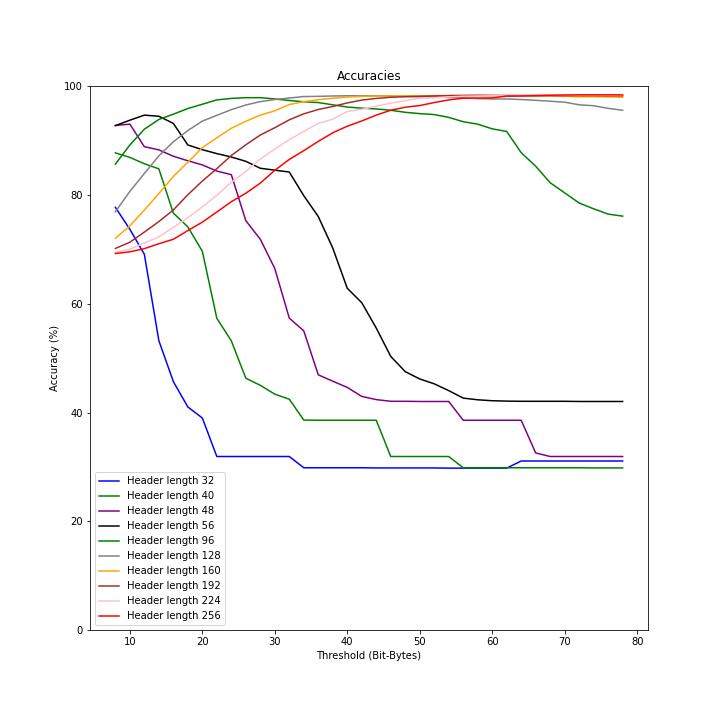 Accuracies
100
80
60
40
20
0
Accuracy (%)
Header length 32
Header length 40
Header length 48
Header length 56
Header length 96
Header length 128
Header length 160
Header length 192
Header length 224
Header length 256
10 20 30 40 50 60 70 80
Threshold (Bit-Bytes)